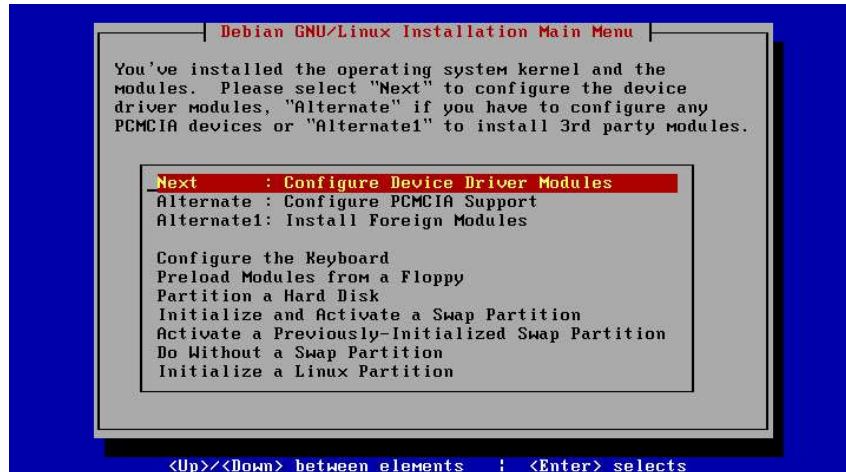 Debian GNU/Linux Installation Main Menu
You've installed the operating system kernel and the
modules.  Please select "Next" to configure the device
driver modules, "Alternate" if you have to configure any
PCMCIA devices or "Alternate1" to install 3rd party modules.
Next      : Configure Device Driver Modules
Alternate : Configure PCMCIA Support
Alternate1: Install Foreign Modules
Configure the Keyboard
Preload Modules from a Floppy
Partition a Hard Disk
Initialize and Activate a Swap Partition
Activate a Previously-Initialized Swap Partition
Do Without a Swap Partition
Initialize a Linux Partition
<Up>/<Down> between elements  ¦  <Enter> selects